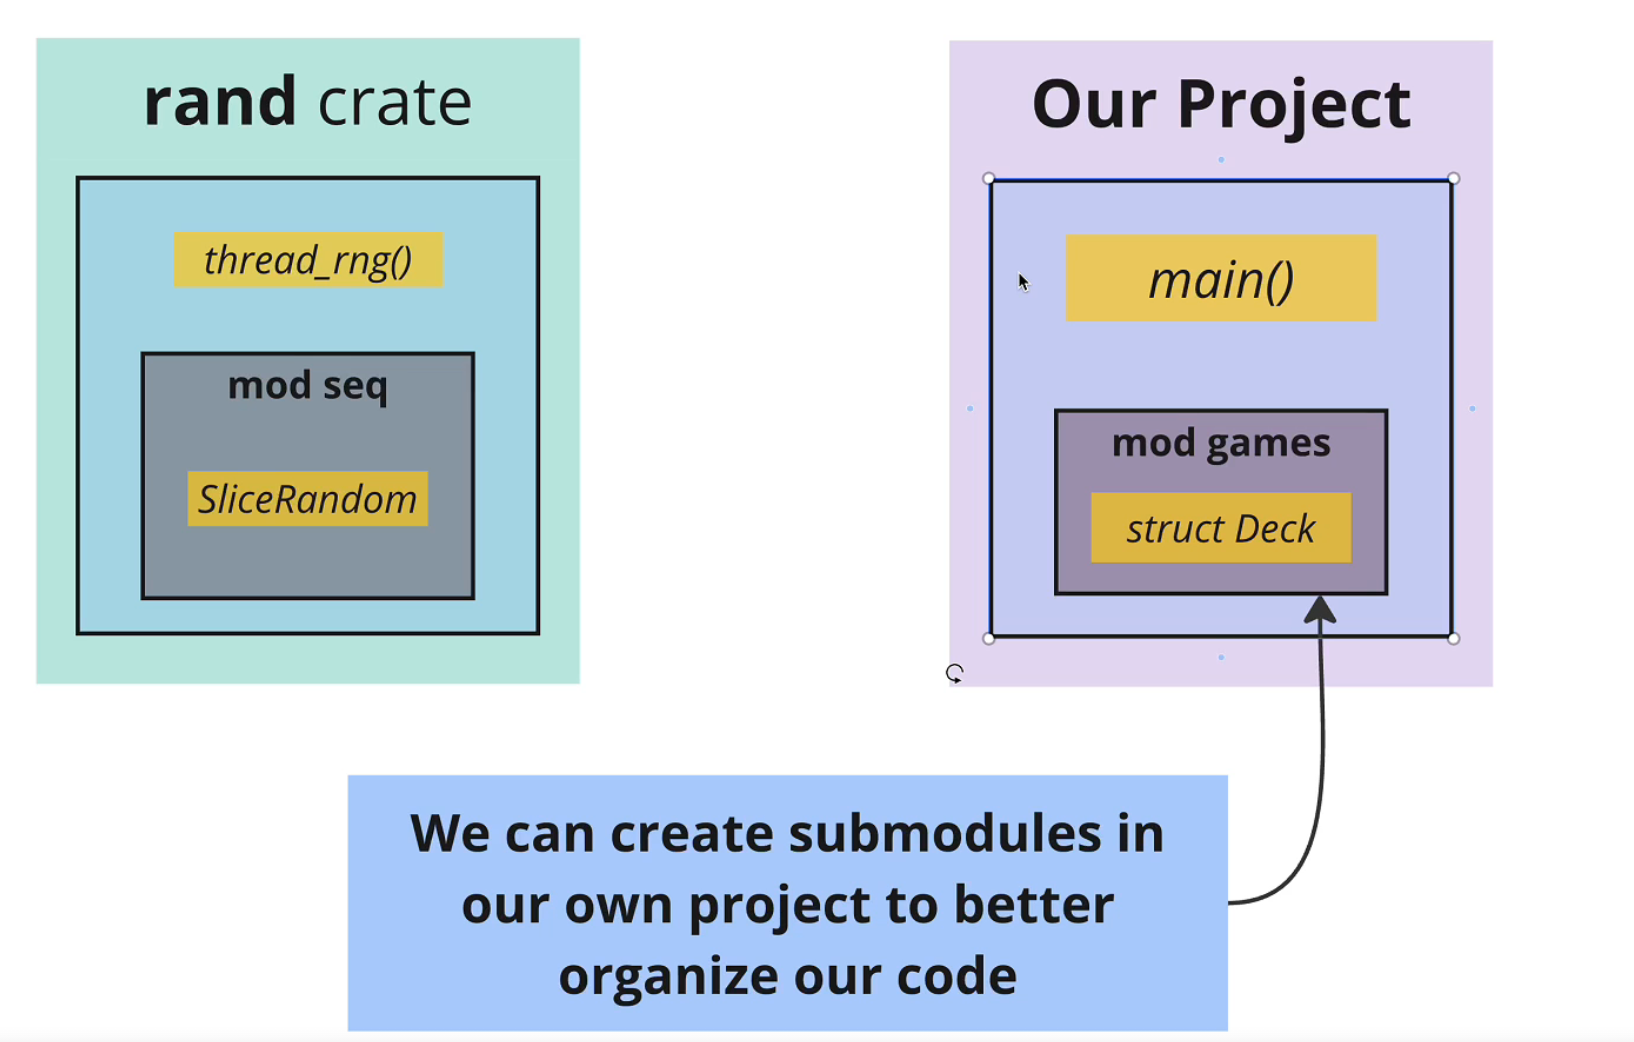 rand crate
thread_rng()
mod seq
SliceRandom
Our Project
main()
mod games
struct Deck
We can create submodules in
our own project to better
organize our code